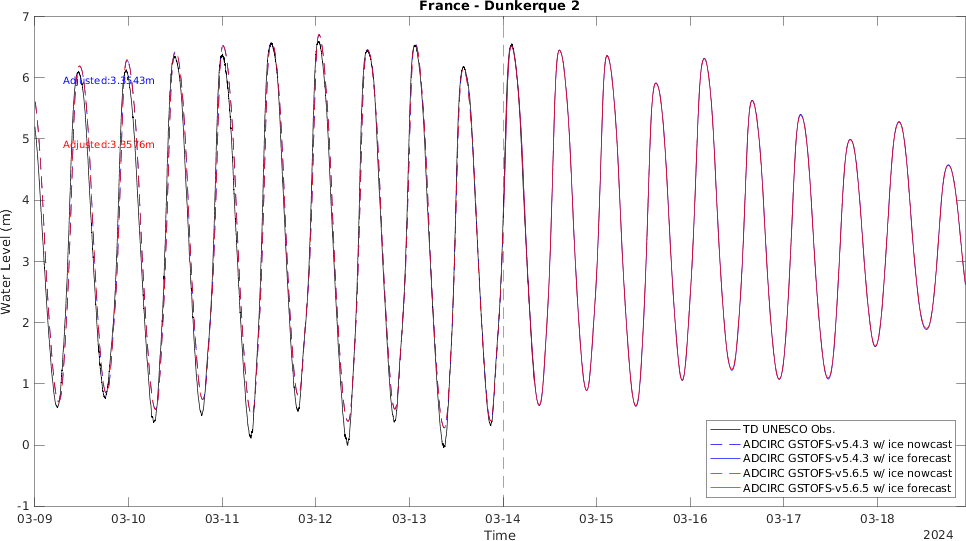 France - Dunkerque 2
7
6
5
4
3
2
1
0
-1
Water Level (m)
Adjusted:3.3543m
Adjusted:3.3576m
TD UNESCO Obs.
ADCIRC GSTOFS-v5.4.3 w/ ice nowcast
ADCIRC GSTOFS-v5.4.3 w/ ice forecast
ADCIRC GSTOFS-v5.6.5 w/ ice nowcast
ADCIRC GSTOFS-v5.6.5 w/ ice forecast
03-09 03-10 03-11 03-12 03-13 03-14 03-15 03-16 03-17 03-18
Time
2024